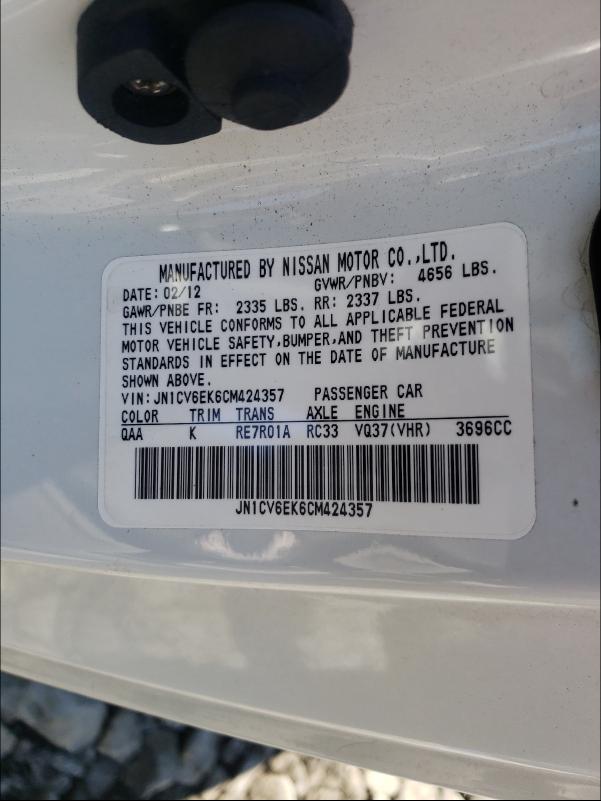 MANUFACTURED BY NISSAN MOTOR CO.,LTD.
DATE: 02/12 GVWR/PNBV: 4656 LBS.
GAWR/PNBE FR: 2335 LBS. RR: 2337 LBS.
THIS VEHICLE CONFORMS TO ALL APPLICABLE FEDERAL
MOTOR VEHICLE SAFETY,BUMPER,AND THEFT PREVENTION
STANDARDS IN EFFECT ON THE DATE OF MANUFACTURE
SHOWN ABOVE.
VIN:JN1CV6EK6CM424357 PASSENGER CAR
COLOR TRIM TRANS AXLE ENGINE
QAA K RE7R01A RC33 VQ37(VHR) 3696CC
JN1CV6EK6CM424357